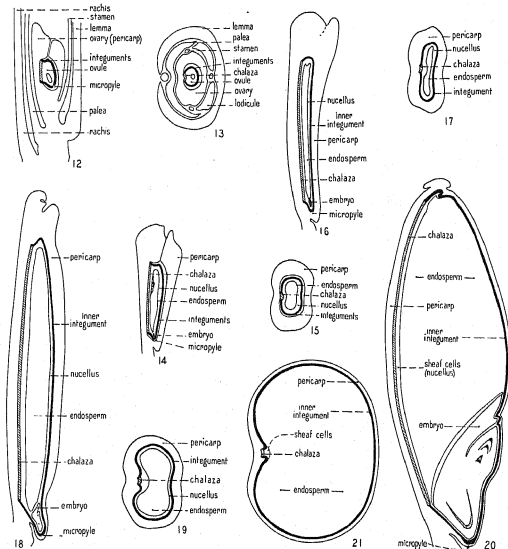 rachis
stamen
lemma
ovary (pericarp)
integuments
ovule
micropyle
palea
rachis
12
lemma
palea
stamen
integuments
chalaza
ovule
ovary
lodicule
13
nucellus
inner
integument
pericarp
endosperm
chalaza
embryo
micropyle
16
pericarp
nucellus
chalaza
endosperm
integument
17
pericarp
inner
integument
nucellus
endosperm
chalaza
embryo
micropyle
18
pericarp
chalaza
nucellus
endosperm
integuments
embryo
micropyle
14
pericarp
endosperm
chalaza
nucellus
integuments
15
pericarp
integument
chalaza
nucellus
endosperm
19
pericarp
inner
integument
sheaf cells
chalaza
endosperm
21
chalaza
endosperm
pericarp
inner
integument
sheaf cells
(nucellus)
embryo
micropyle
20